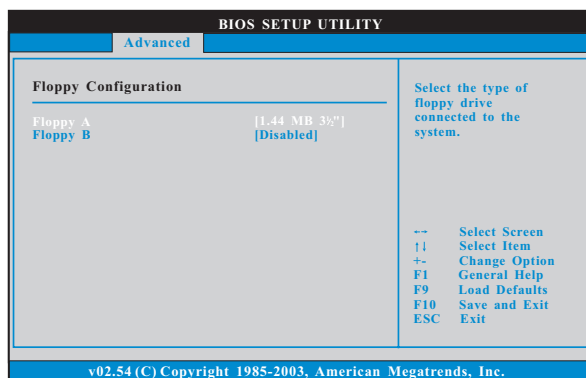 BIOS SETUP UTILITY
Advanced
Floppy Configuration
Floppy A [1.44 MB 3½"]
Floppy B [Disabled]
Select the type of
floppy drive
connected to the
system.
←→ Select Screen
↑↓ Select Item
+- Change Option
F1 General Help
F9 Load Defaults
F10 Save and Exit
ESC Exit
v02.54 (C) Copyright 1985-2003, American Megatrends, Inc.